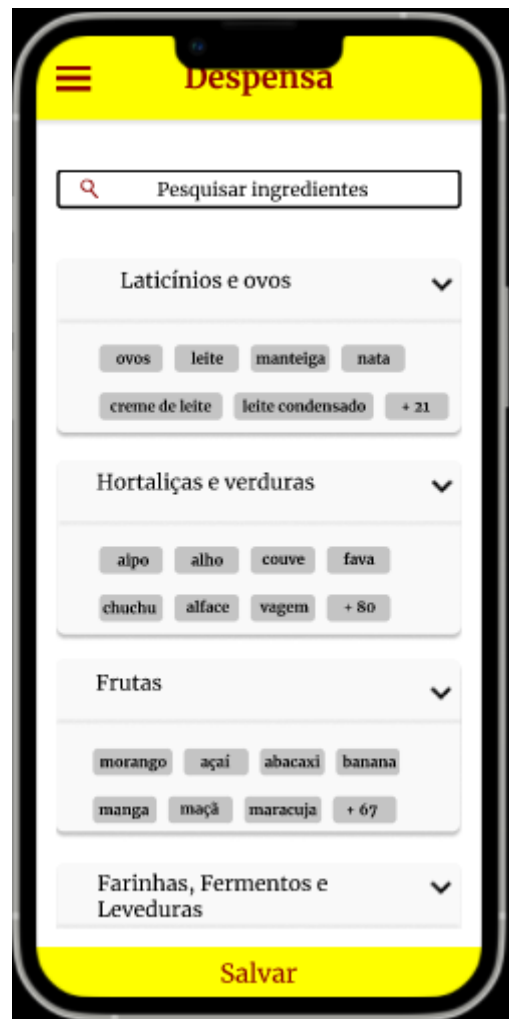 Despensa
Pesquisar ingredientes
Laticínios e ovos
ovos leite manteiga nata
creme de leite leite condensado + 21
Hortaliças e verduras
aipo alho couve fava
chuchu alface vagem + 80
Frutas
morango açaí abacaxi banana
manga maçã maracuja + 67
Farinhas, Fermentos e
Leveduras
Salvar